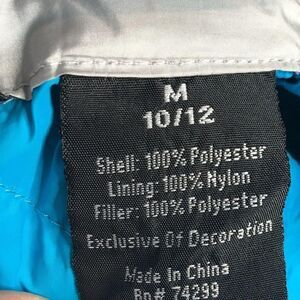 M
10/12
Shell: 100% Polyester
Lining: 100% Nylon
Filler: 100% Polyester
Exclusive Of Decoration
Made In China
Rn# 74299